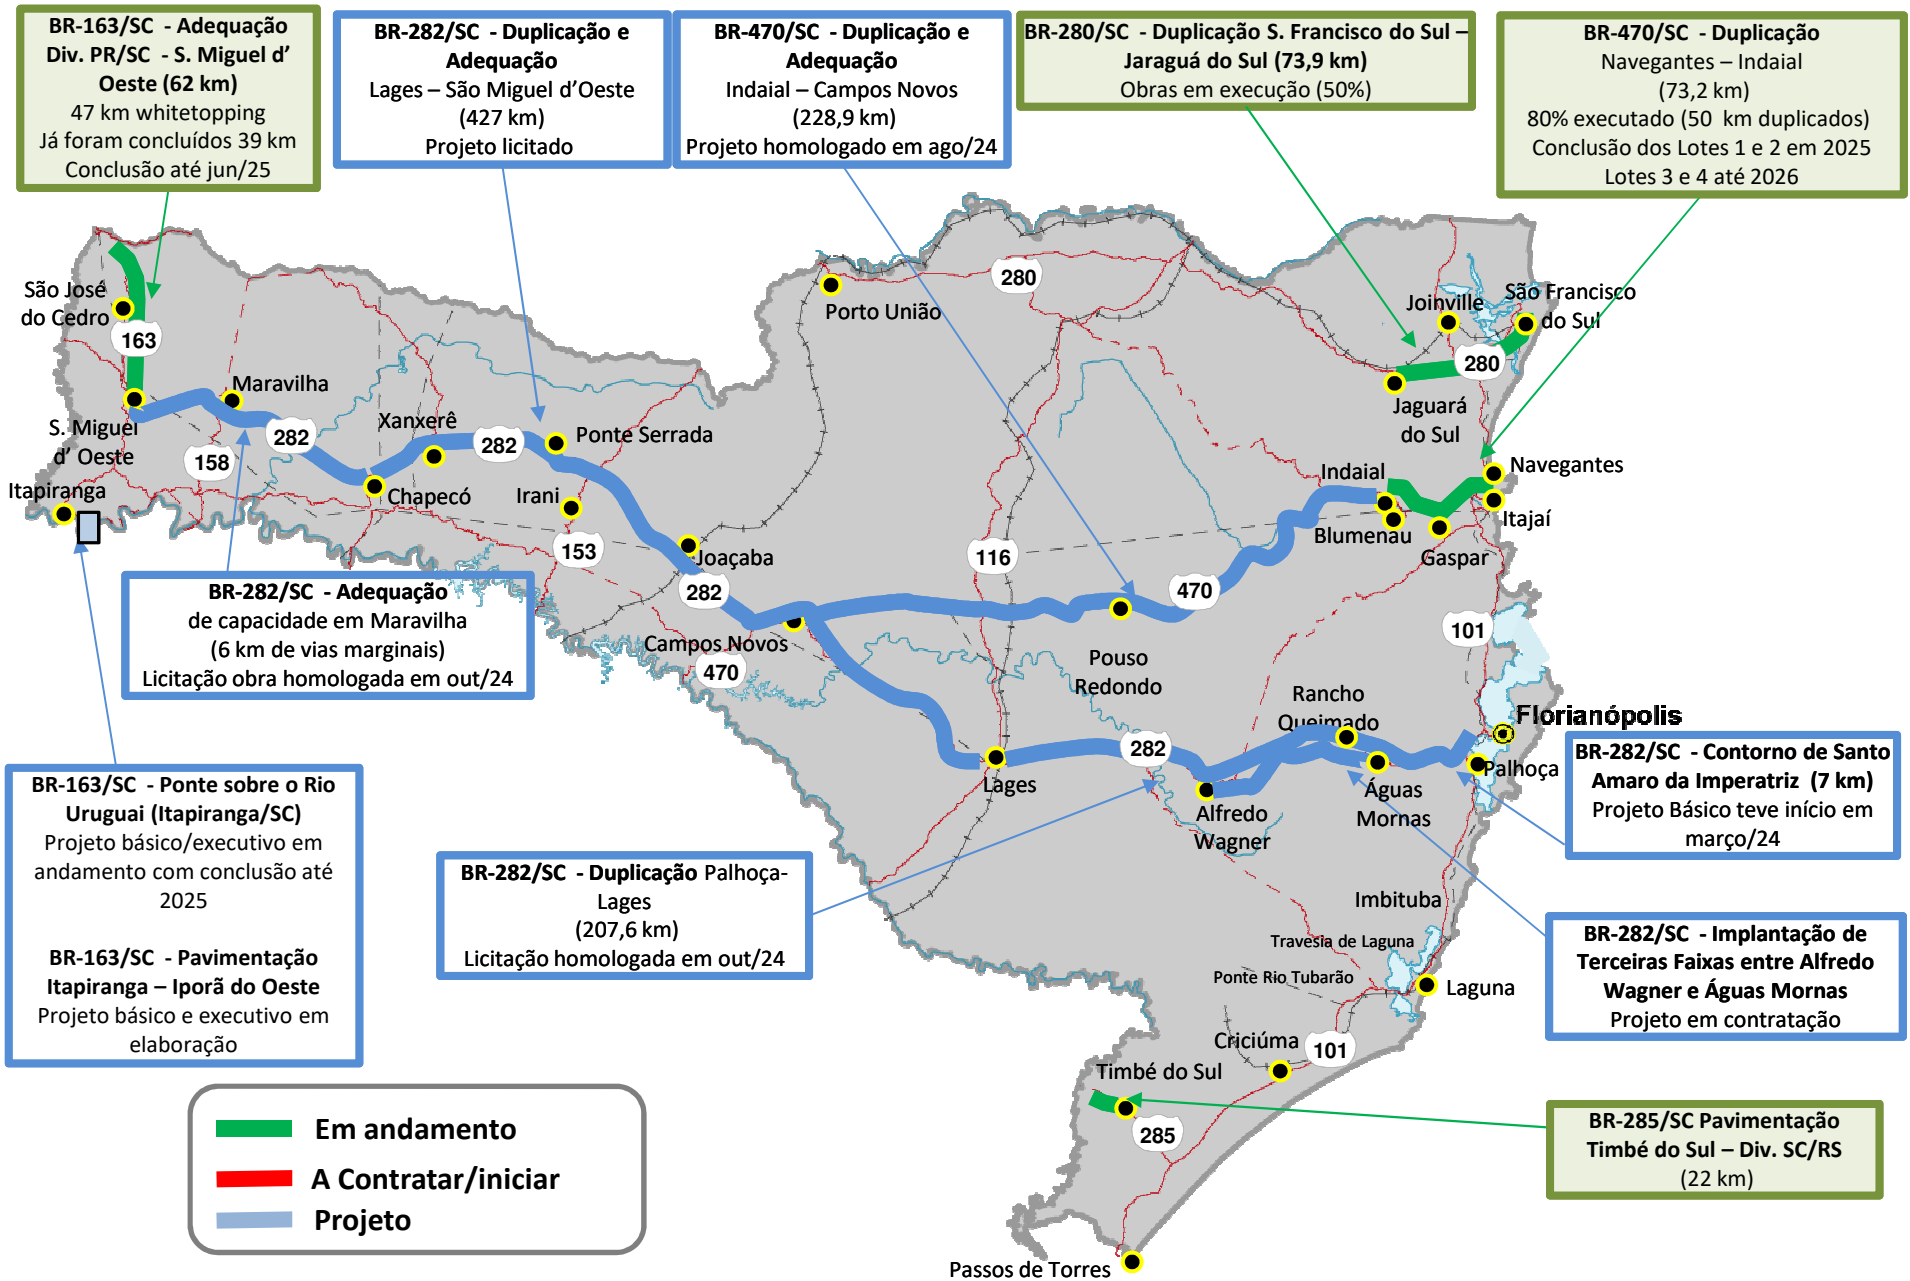 BR-163/SC - Adequação
Div. PR/SC - S. Miguel d'
Oeste (62 km)
47 km whitetopping
Já foram concluídos 39 km
Conclusão até jun/25
BR-282/SC - Duplicação e
Adequação
Lages – São Miguel d'Oeste
(427 km)
Projeto licitado
BR-470/SC - Duplicação e
Adequação
Indaial – Campos Novos
(228,9 km)
Projeto homologado em ago/24
BR-280/SC - Duplicação S. Francisco do Sul –
Jaraguá do Sul (73,9 km)
Obras em execução (50%)
BR-470/SC - Duplicação
Navegantes – Indaial
(73,2 km)
80% executado (50 km duplicados)
Conclusão dos Lotes 1 e 2 em 2025
Lotes 3 e 4 até 2026
São José
do Cedro
163
Porto União
280
Joinville
São Francisco
do Sul
280
Jaguará
do Sul
Maravilha
S. Miguel
d' Oeste
282
158
Xanxerê
282
Ponte Serrada
Itapiranga
Chapecó
Irani
153
Joaçaba
282
116
Indaial
Blumenau
Gaspar
Navegantes
Itajaí
470
101
BR-282/SC - Adequação
de capacidade em Maravilha
(6 km de vias marginais)
Licitação obra homologada em out/24
Campos Novos
470
Pouso
Redondo
Rancho
Queimado
Florianópolis
282
Lages
Alfredo
Wagner
Águas
Mornas
Palhoça
BR-282/SC - Contorno de Santo
Amaro da Imperatriz (7 km)
Projeto Básico teve início em
março/24
BR-163/SC - Ponte sobre o Rio
Uruguai (Itapiranga/SC)
Projeto básico/executivo em
andamento com conclusão até
2025
BR-163/SC - Pavimentação
Itapiranga – Iporã do Oeste
Projeto básico e executivo em
elaboração
BR-282/SC - Duplicação Palhoça-
Lages
(207,6 km)
Licitação homologada em out/24
Imbituba
Travesia de Laguna
Ponte Rio Tubarão
Laguna
BR-282/SC - Implantação de
Terceiras Faixas entre Alfredo
Wagner e Águas Mornas
Projeto em contratação
Criciúma
101
Timbé do Sul
285
BR-285/SC Pavimentação
Timbé do Sul – Div. SC/RS
(22 km)
Em andamento
A Contratar/iniciar
Projeto
Passos de Torres